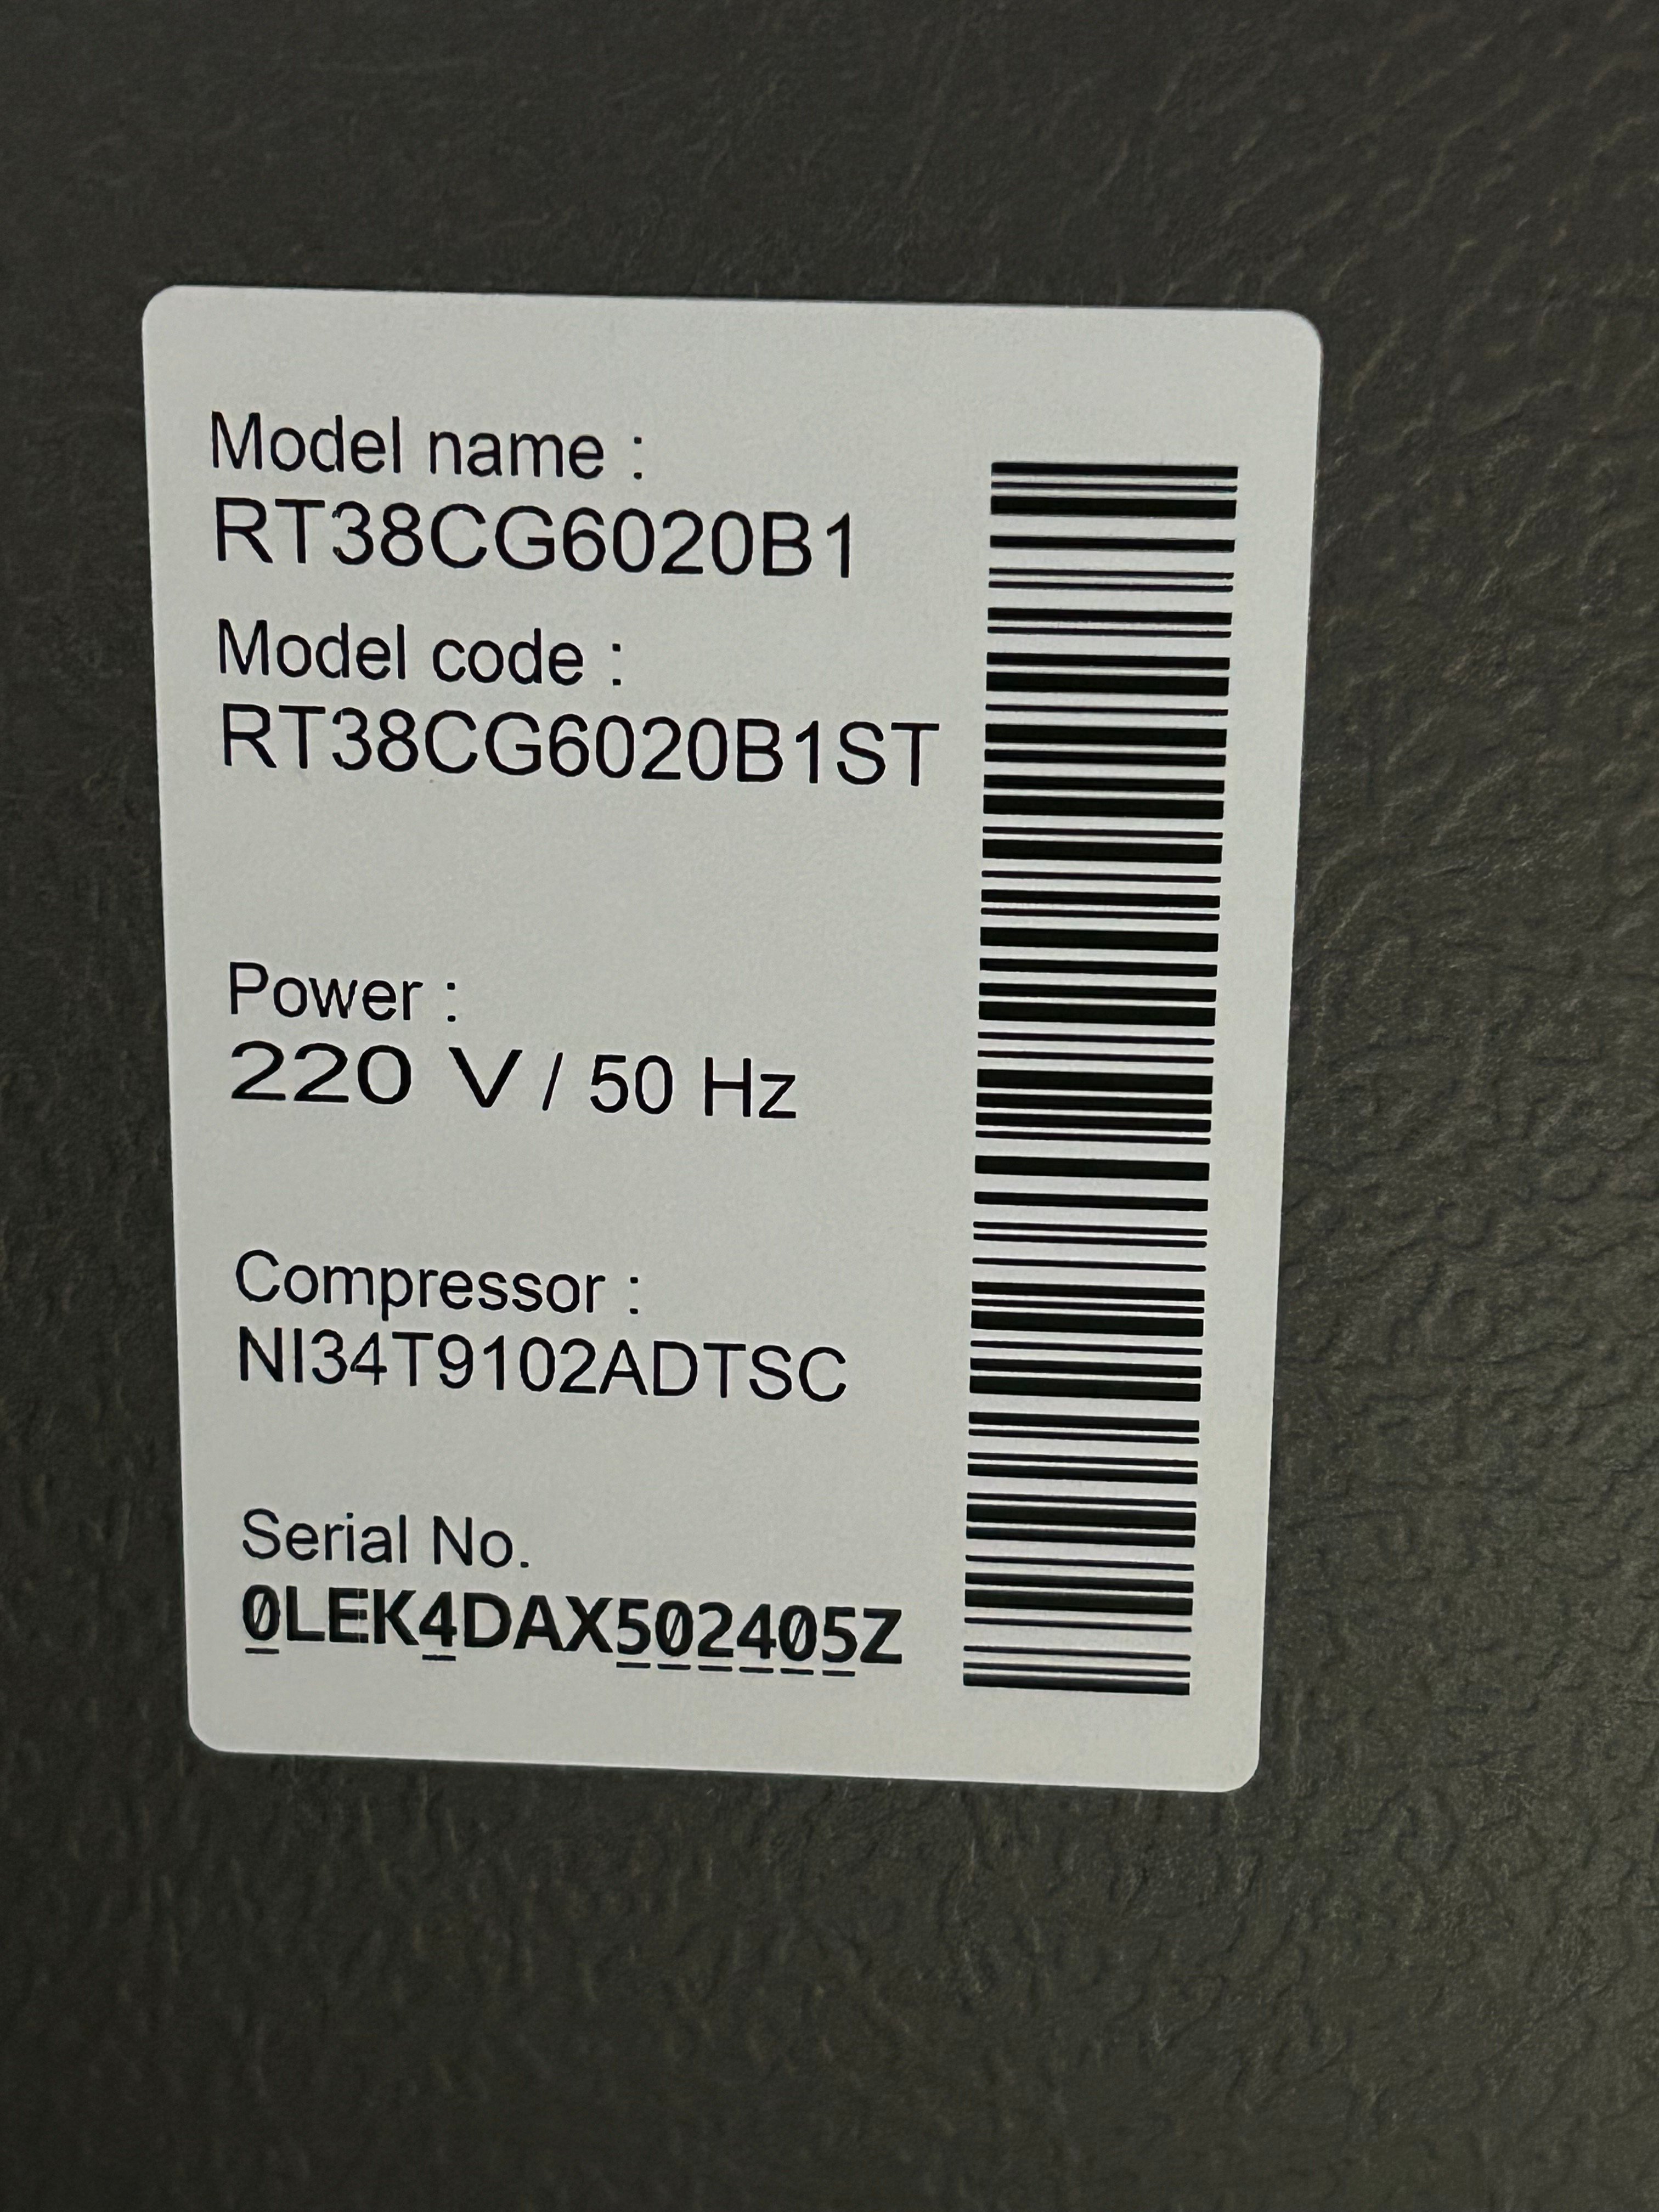 Model name :
RT38CG6020B1
Model code :
RT38CG6020B1ST
Power :
220 V / 50 Hz
Compressor :
NI34T9102ADTSC
Serial No.
0LEK4DAX502405Z